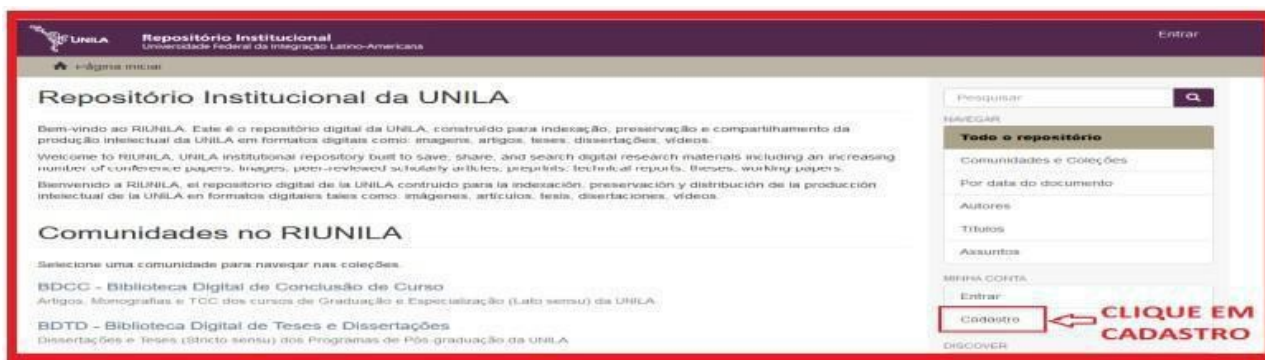 UNILA
Repositório Institucional
Universidade Federal da Integração Latino-Americana
Entrar
Página inicial
Repositório Institucional da UNILA
Bem-vindo ao RIUNILA. Este é o repositório digital da UNILA, construído para indexação, preservação e compartilhamento da
produção intelectual da UNILA em formatos digitais como: imagens, artigos, teses, dissertações, vídeos.
Welcome to RIUNILA, UNILA institutional repository built to save, share, and search digital research materials including an increasing
number of conference papers, images, peer-reviewed scholarly articles, preprints, technical reports, theses, working papers.
Bienvenido a RIUNILA, el repositorio digital de la UNILA contruido para la indexación, preservación y distribución de la producción
intelectual de la UNILA en formatos digitales tales como: imágenes, artículos, tesis, disertaciones, vídeos.
Comunidades no RIUNILA
Selecione uma comunidade para navegar nas coleções.
BDCC - Biblioteca Digital de Conclusão de Curso
Artigos, Monografias e TCC dos cursos de Graduação e Especialização (Lato sensu) da UNILA
BDTD - Biblioteca Digital de Teses e Dissertações
Dissertações e Teses (Stricto sensu) dos Programas de Pós-graduação da UNILA
Pesquisar
NAVEGAR
Todo o repositório
Comunidades e Coleções
Por data do documento
Autores
Títulos
Assuntos
MINHA CONTA
Entrar
Cadastro
CLIQUE EM
CADASTRO
DISCOVER